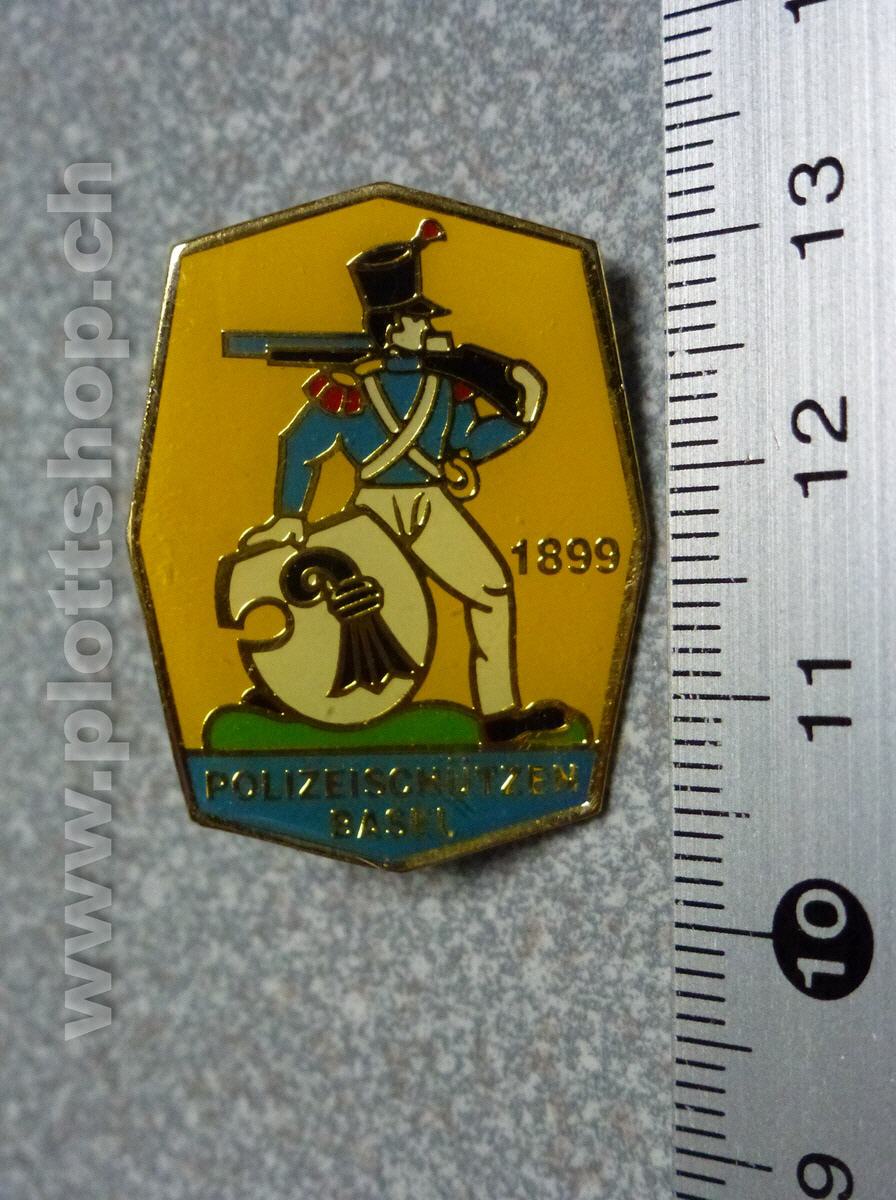 1899
POLIZEISCHÜTZEN
BASEL
www.plottshop.ch
13
12
11
10
9